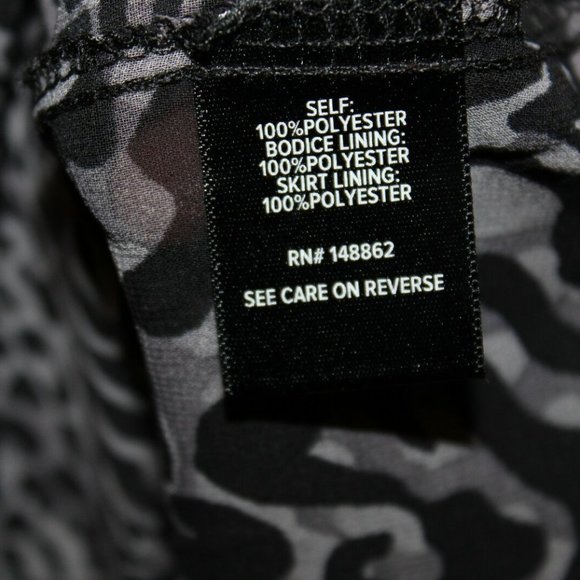 SELF:
100%POLYESTER
BODICE LINING:
100%POLYESTER
SKIRT LINING:
100%POLYESTER
RN# 148862
SEE CARE ON REVERSE